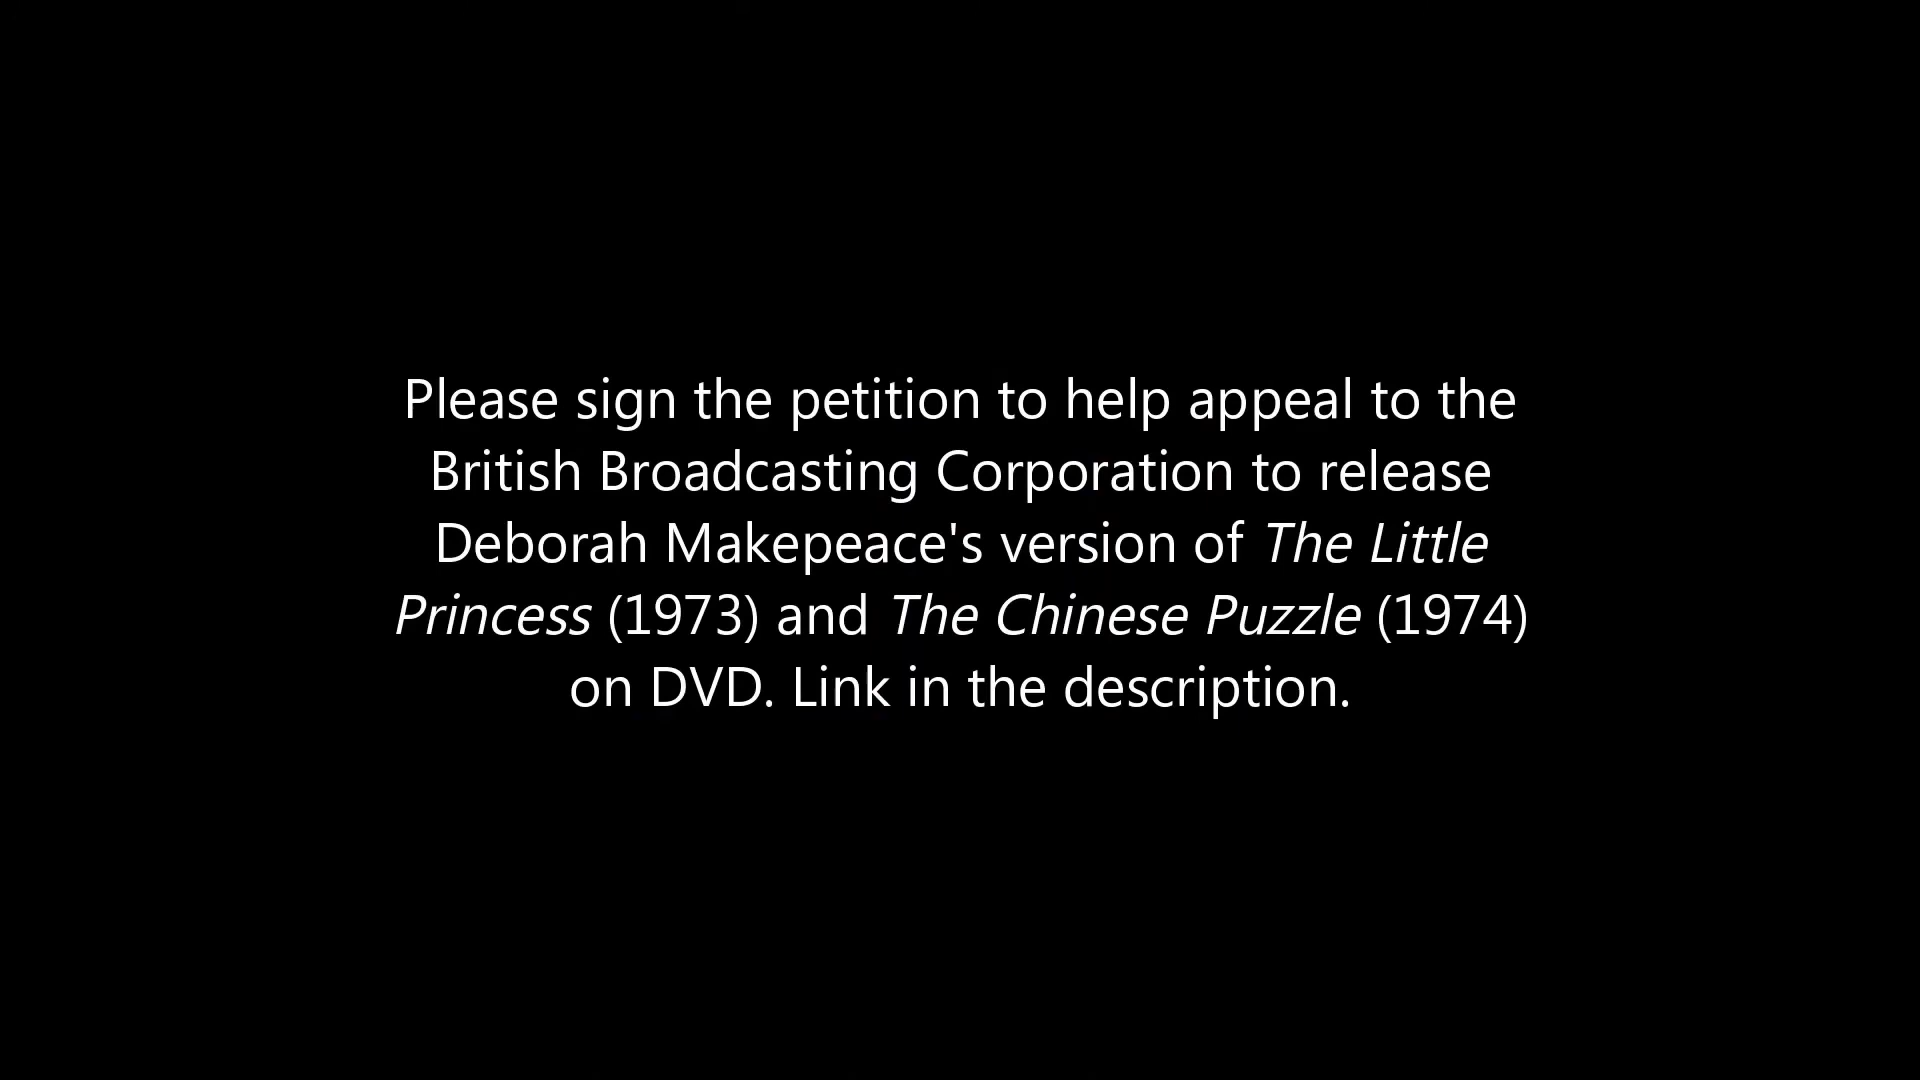 Please sign the petition to help appeal to the
British Broadcasting Corporation to release
Deborah Makepeace's version of The Little
Princess (1973) and The Chinese Puzzle (1974)
on DVD. Link in the description.